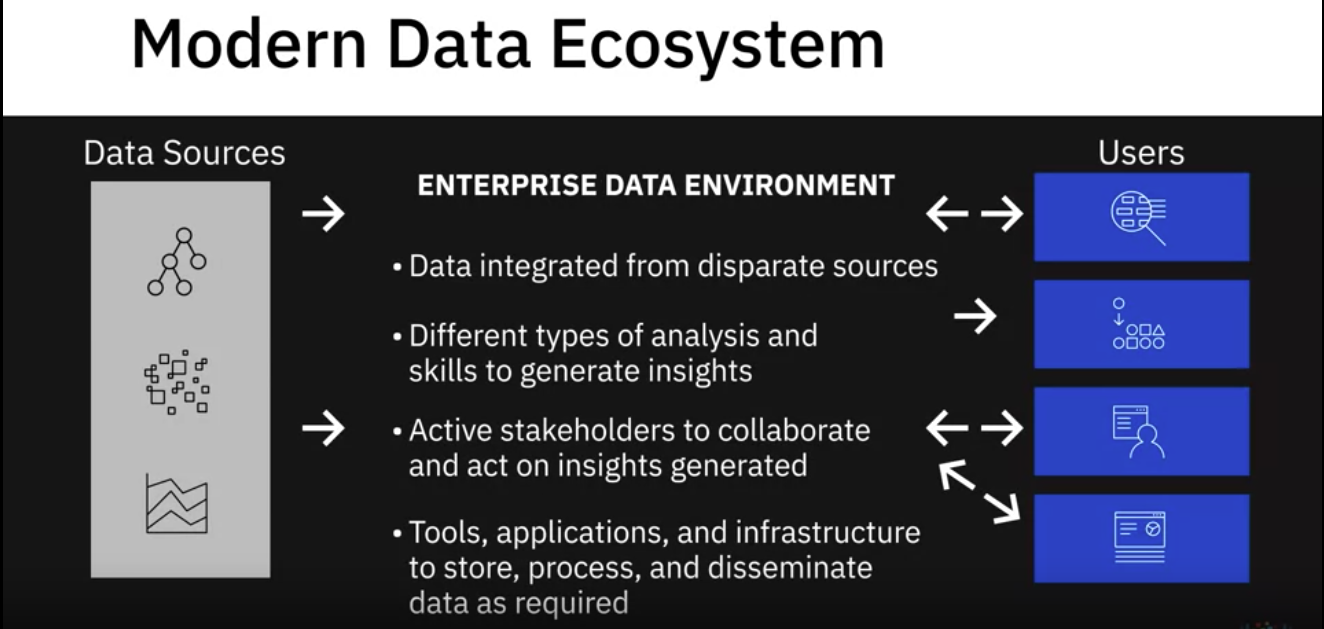 Modern Data Ecosystem
Data Sources
Users
ENTERPRISE DATA ENVIRONMENT
• Data integrated from disparate sources
• Different types of analysis and
skills to generate insights
• Active stakeholders to collaborate
and act on insights generated
• Tools, applications, and infrastructure
to store, process, and disseminate
data as required